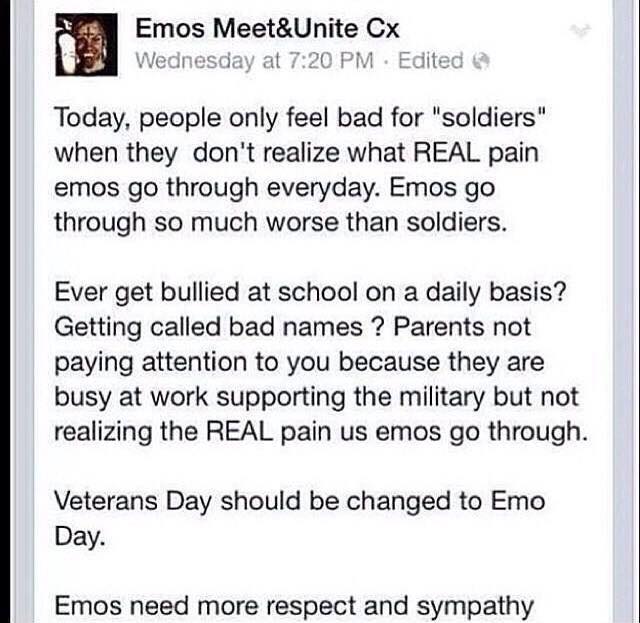 Emos Meet&Unite Cx
Wednesday at 7:20 PM · Edited
Today, people only feel bad for "soldiers"
when they  don't realize what REAL pain
emos go through everyday. Emos go
through so much worse than soldiers.
Ever get bullied at school on a daily basis?
Getting called bad names ? Parents not
paying attention to you because they are
busy at work supporting the military but not
realizing the REAL pain us emos go through.
Veterans Day should be changed to Emo
Day.
Emos need more respect and sympathy